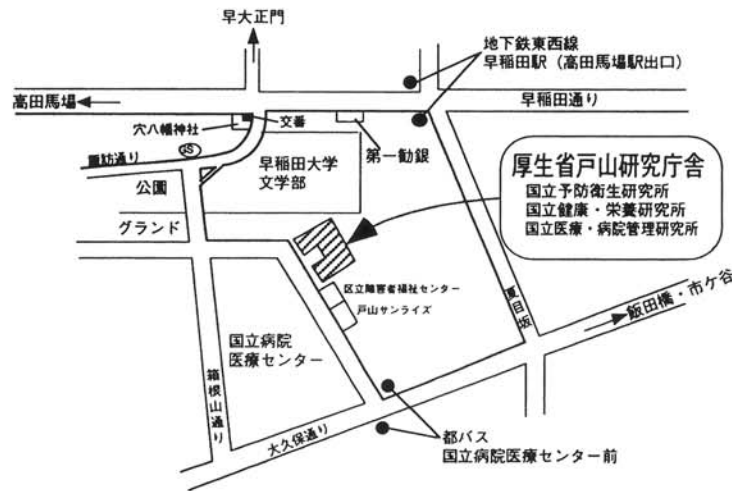 早大正門
地下鉄東西線
早稲田駅（高田馬場駅出口）
高田馬場
早稲田通り
穴八幡神社
交番
第一勧銀
GS
諏訪通り
早稲田大学
文学部
公園
グランド
厚生省戸山研究庁舎
国立予防衛生研究所
国立健康・栄養研究所
国立医療・病院管理研究所
区立障害者福祉センター
戸山サンライズ
夏目坂
飯田橋・市ケ谷
国立病院
医療センター
箱根山通り
大久保通り
都バス
国立病院医療センター前